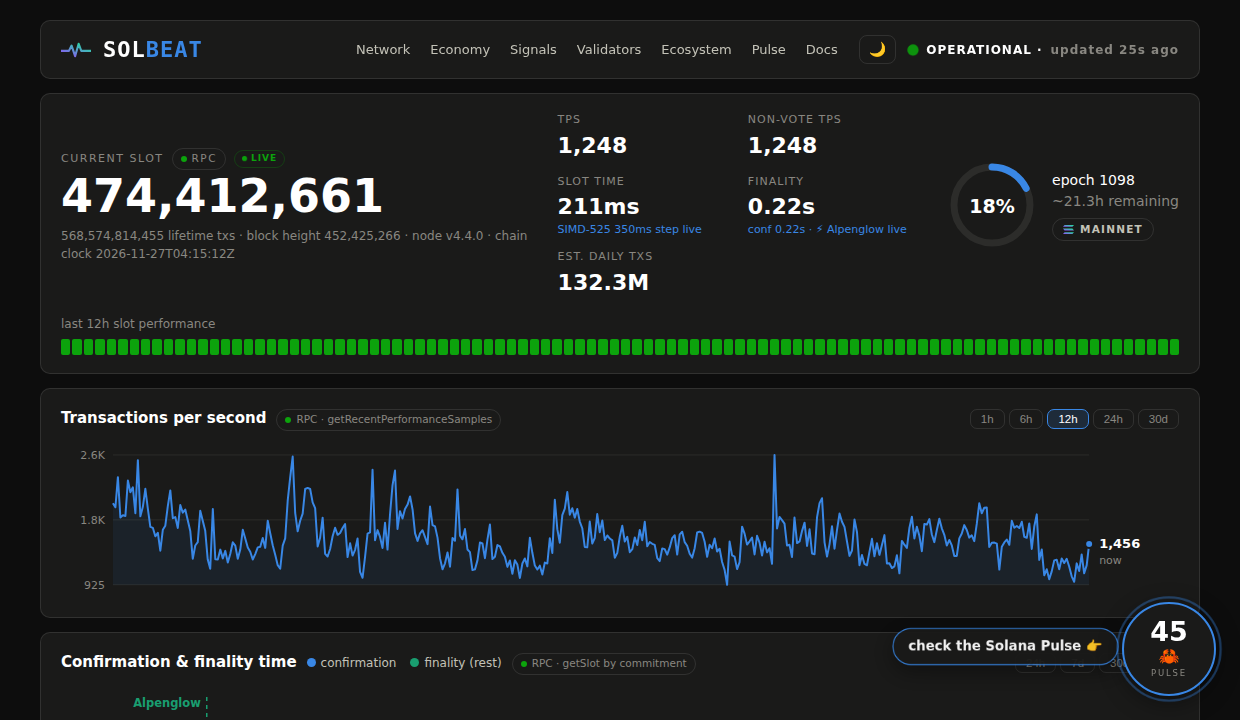 SOLBEAT
Network Economy Signals Validators Ecosystem Pulse Docs
OPERATIONAL · updated 25s ago
CURRENT SLOT RPC LIVE
474,412,661
568,574,814,455 lifetime txs · block height 452,425,266 · node v4.4.0 · chain
clock 2026-11-27T04:15:12Z
TPS
1,248
NON-VOTE TPS
1,248
SLOT TIME
211ms
SIMD-525 350ms step live
FINALITY
0.22s
conf 0.22s · ⚡ Alpenglow live
EST. DAILY TXS
132.3M
18%
epoch 1098
~21.3h remaining
MAINNET
last 12h slot performance
Transactions per second RPC · getRecentPerformanceSamples
1h 6h 12h 24h 30d
2.6K
1.8K
925
1,456
now
Confirmation & finality time confirmation finality (rest) RPC · getSlot by commitment
Alpenglow
check the Solana Pulse 👉
45
🦀
PULSE